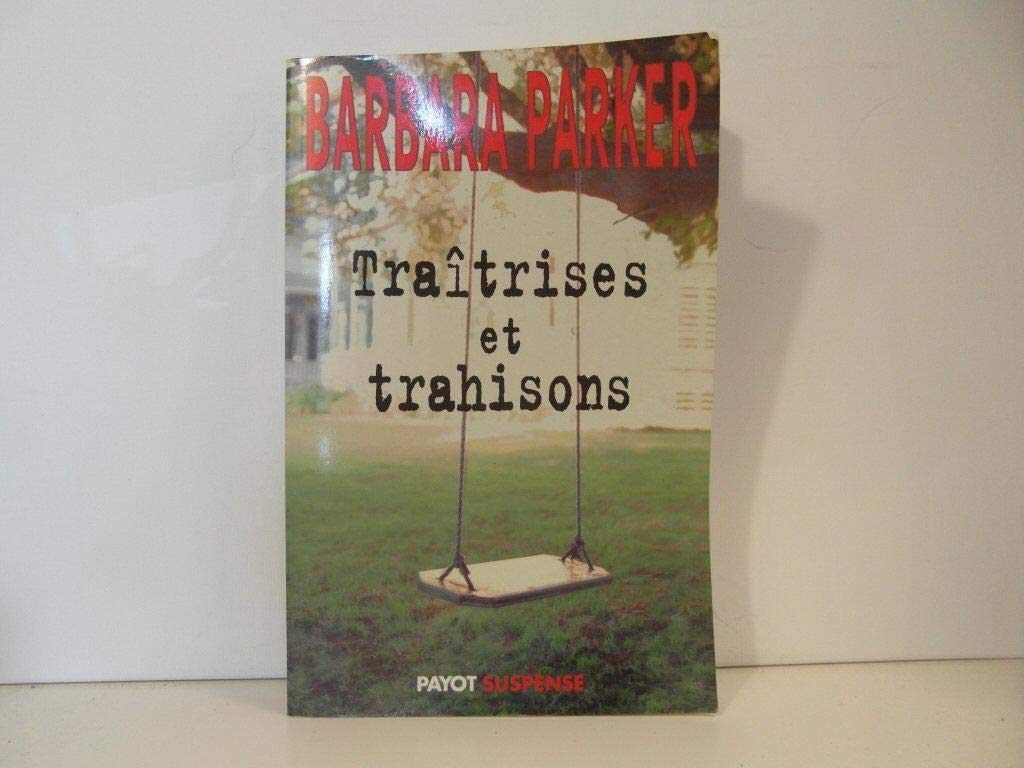 BARBARA PARKER
Traîtrises
et
trahisons
PAYOT SUSPENSE